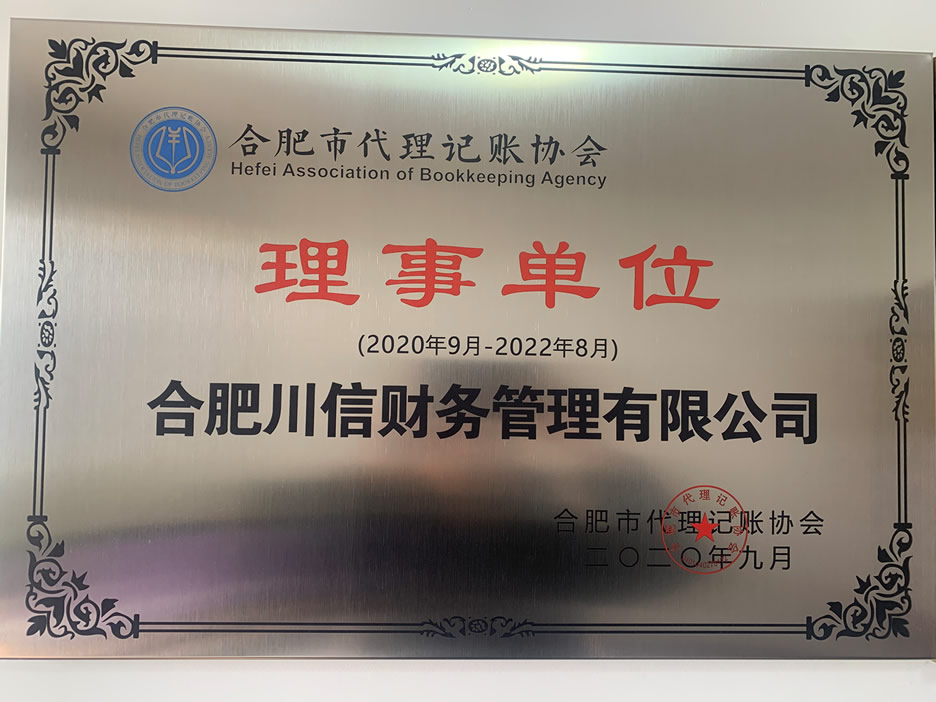 合肥市代理记账协会
Hefei Association of Bookkeeping Agency
理事单位
(2020年9月-2022年8月)
合肥川信财务管理有限公司
合肥市代理记账协会
二〇二〇年九月